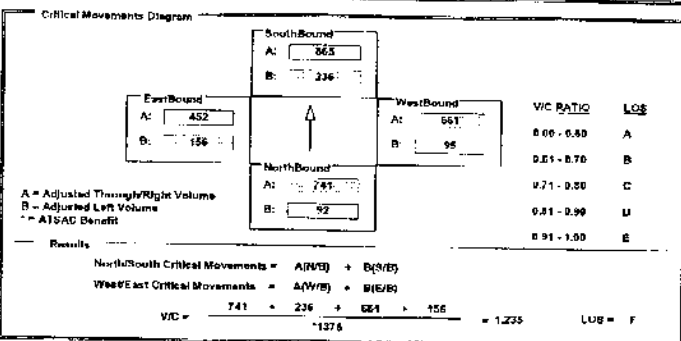 Critical Movements Diagram
SouthBound
A: 865
B: 236
EastBound
A: 452
B: 156
WestBound
A: 661
B: 95
NorthBound
A: 741
B: 92
V/C RATIO LOS
0.00 - 0.60 A
0.61 - 0.70 B
0.71 - 0.80 C
0.81 - 0.90 D
0.91 - 1.00 E
A = Adjusted Through/Right Volume
B = Adjusted Left Volume
* = ATSAC Benefit
Results
North/South Critical Movements = A(N/B) + B(S/B)
West/East Critical Movements = A(W/B) + B(E/B)
V/C = 741 + 236 + 661 + 156 = 1.235 LOS = F
*1375